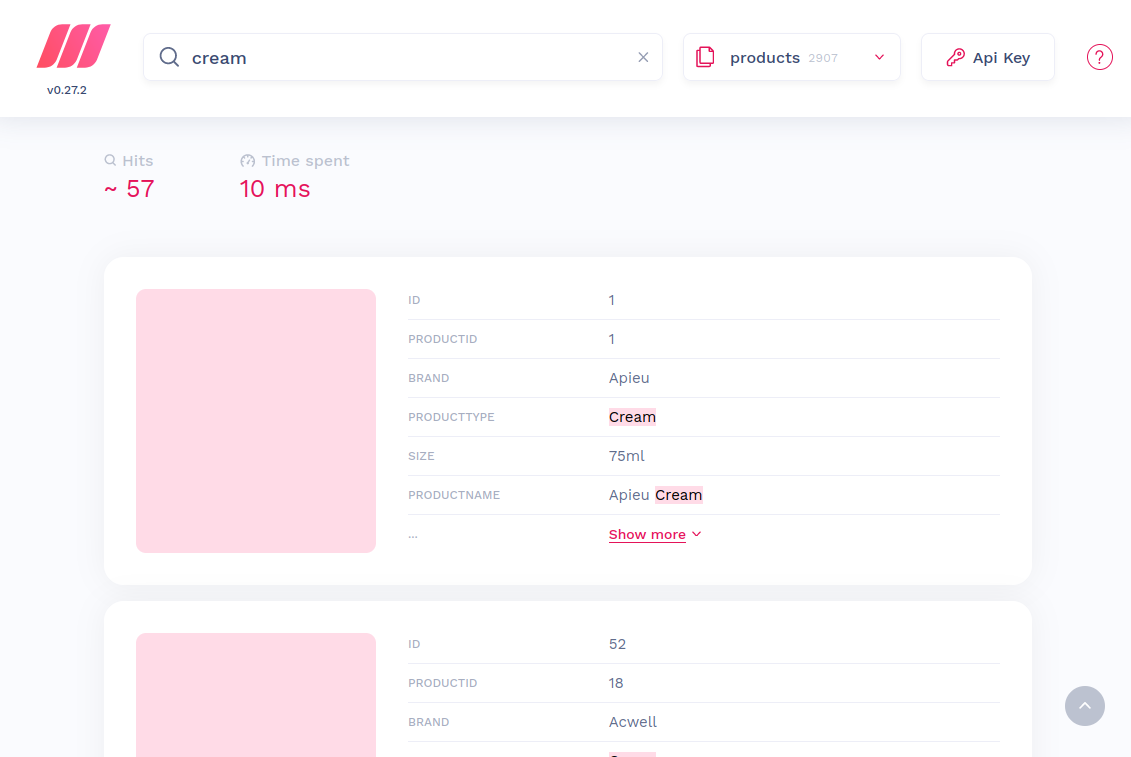 cream
products 2907
Api Key
?
v0.27.2
Hits
~ 57
Time spent
10 ms
ID 1
PRODUCTID 1
BRAND Apieu
PRODUCTTYPE Cream
SIZE 75ml
PRODUCTNAME Apieu Cream
... Show more
ID 52
PRODUCTID 18
BRAND Acwell